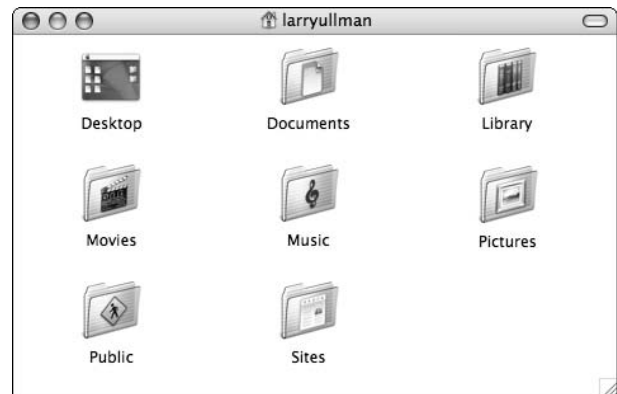 larryullman
Desktop Documents Library
Movies Music Pictures
Public Sites